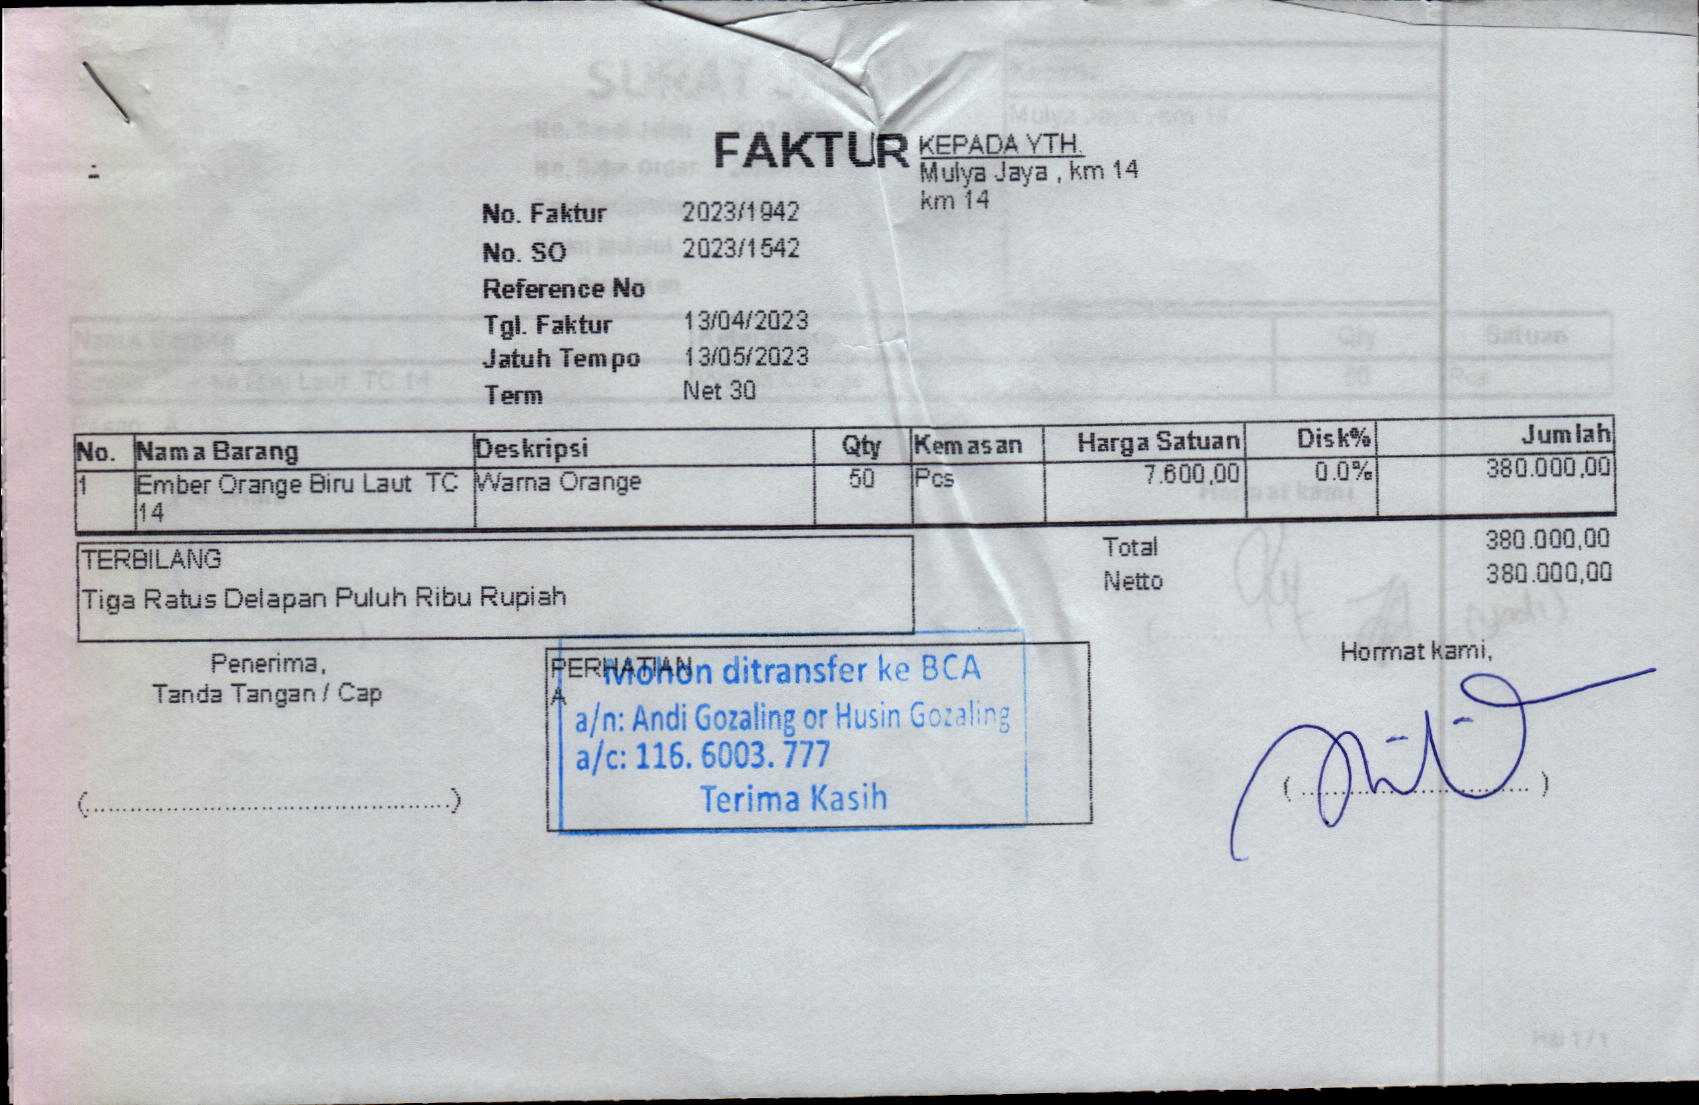 FAKTUR
KEPADA YTH.
Mulya Jaya , km 14
km 14
No. Faktur 2023/1942
No. SO 2023/1542
Reference No
Tgl. Faktur 13/04/2023
Jatuh Tempo 13/05/2023
Term Net 30
No. Nama Barang Deskripsi Qty Kemasan Harga Satuan Disk% Jumlah
1 Ember Orange Biru Laut TC 14 Warna Orange 50 Pcs 7.600,00 0.0% 380.000,00
Total 380.000,00
Netto 380.000,00
TERBILANG
Tiga Ratus Delapan Puluh Ribu Rupiah
Penerima,
Tanda Tangan / Cap
(..............................................)
PERHATIAN
A
Mohon ditransfer ke BCA
a/n: Andi Gozaling or Husin Gozaling
a/c: 116. 6003. 777
Terima Kasih
Hormat kami,
(..............................)